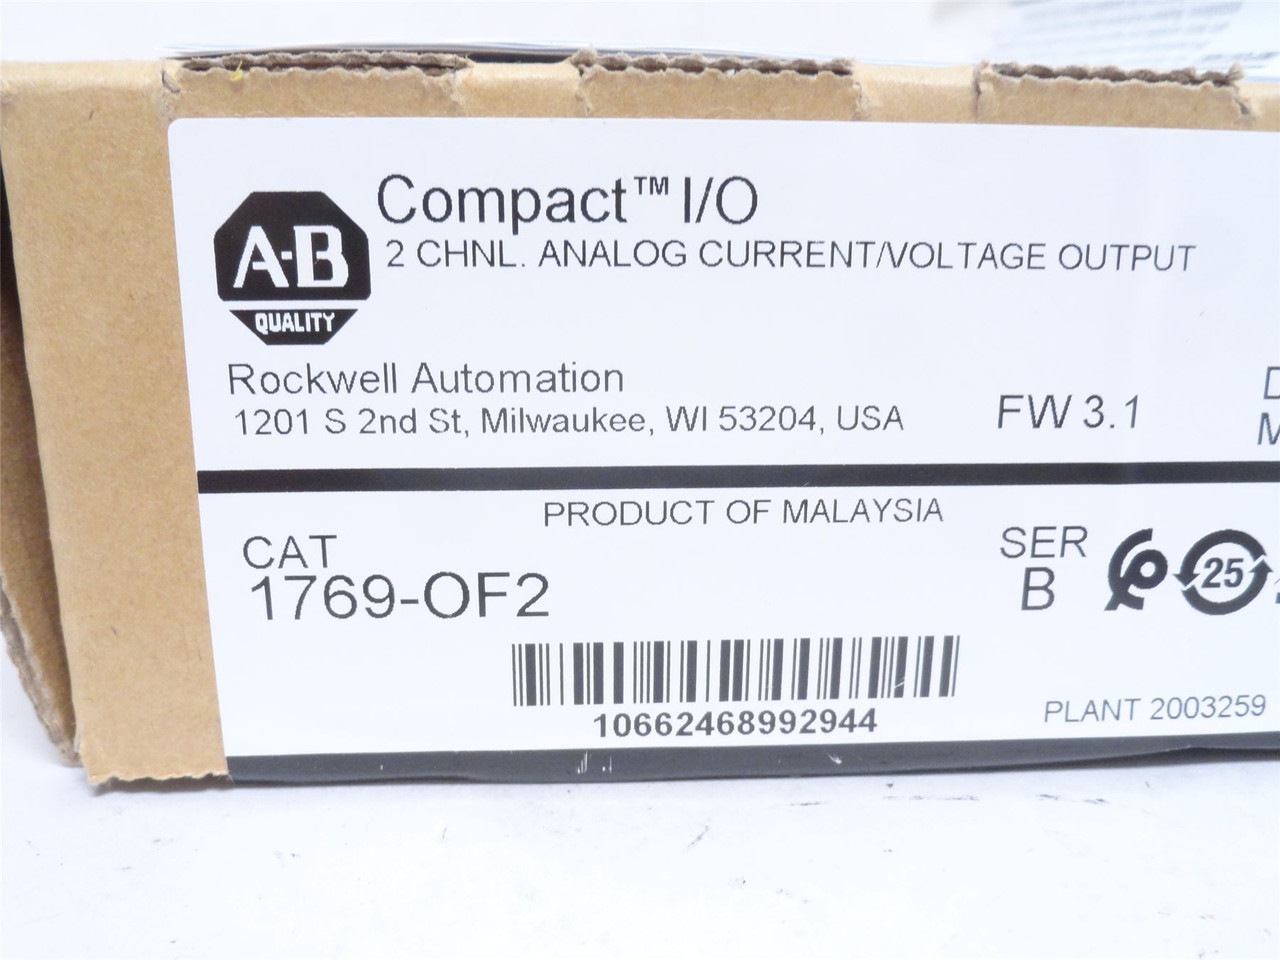 Compact™ I/O
2 CHNL. ANALOG CURRENT/VOLTAGE OUTPUT
A-B
QUALITY
Rockwell Automation
1201 S 2nd St, Milwaukee, WI 53204, USA
FW 3.1
PRODUCT OF MALAYSIA
CAT
1769-OF2
SER
B
25
10662468992944
PLANT 2003259